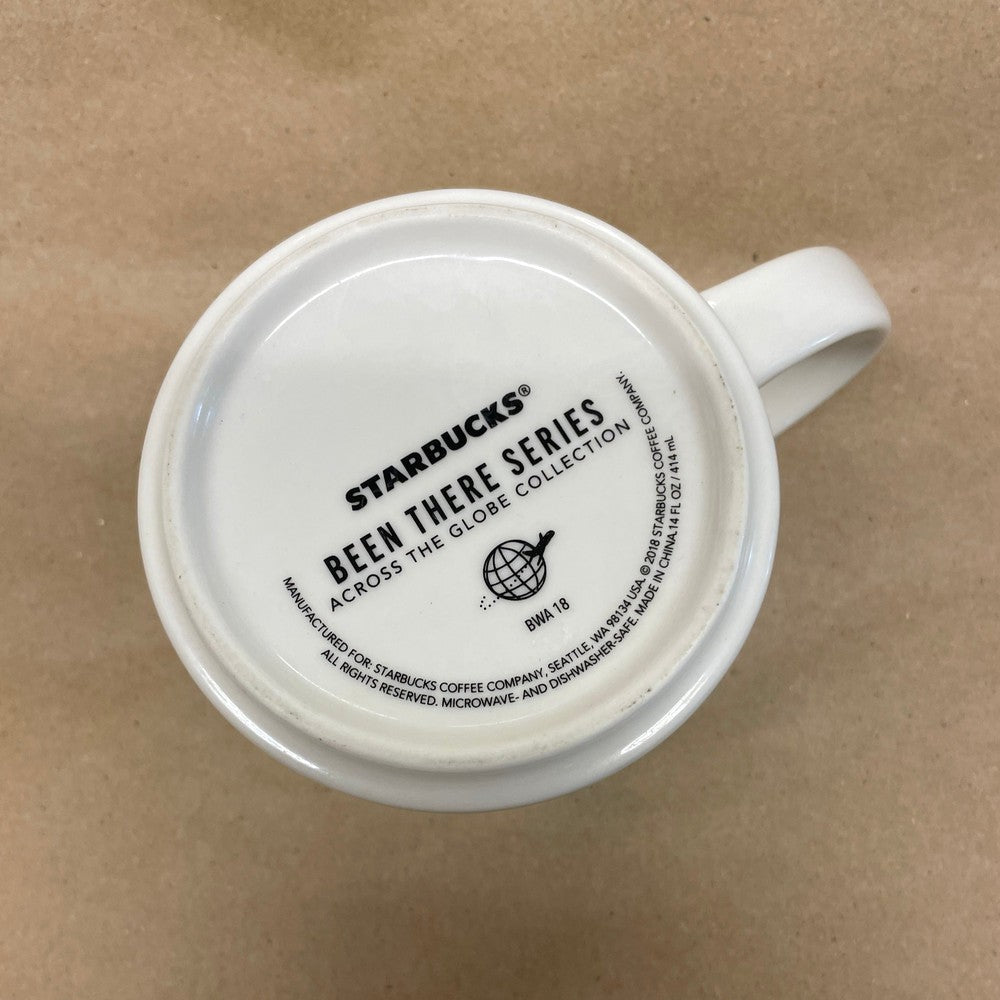 STARBUCKS®
BEEN THERE SERIES
ACROSS THE GLOBE COLLECTION
BWA 18
MANUFACTURED FOR: STARBUCKS COFFEE COMPANY, SEATTLE, WA 98134 USA. © 2018 STARBUCKS COFFEE COMPANY.
ALL RIGHTS RESERVED. MICROWAVE- AND DISHWASHER-SAFE. MADE IN CHINA.14 FL OZ / 414 mL